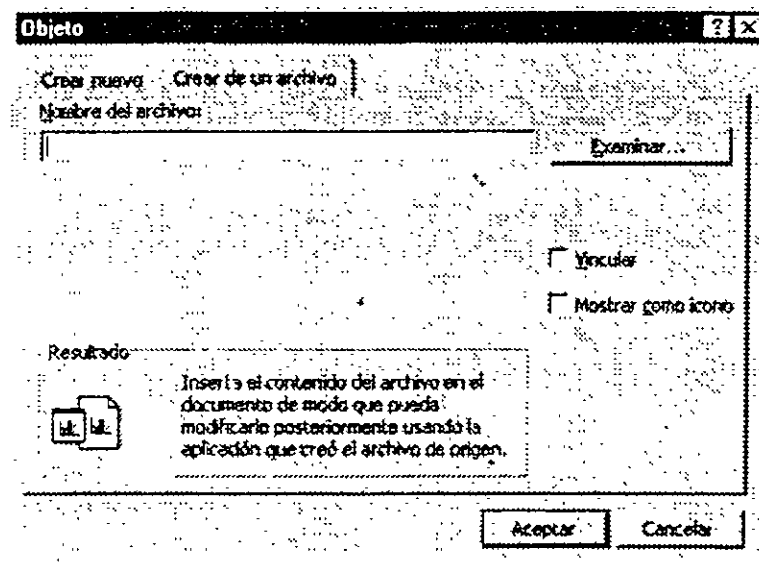 Objeto
Crear nuevo Crear de un archivo
Nombre del archivo:
Examinar...
Vincular
Mostrar como icono
Resultado
Inserta el contenido del archivo en el
documento de modo que pueda
modificarlo posteriormente usando la
aplicación que creó el archivo de origen.
Aceptar Cancelar